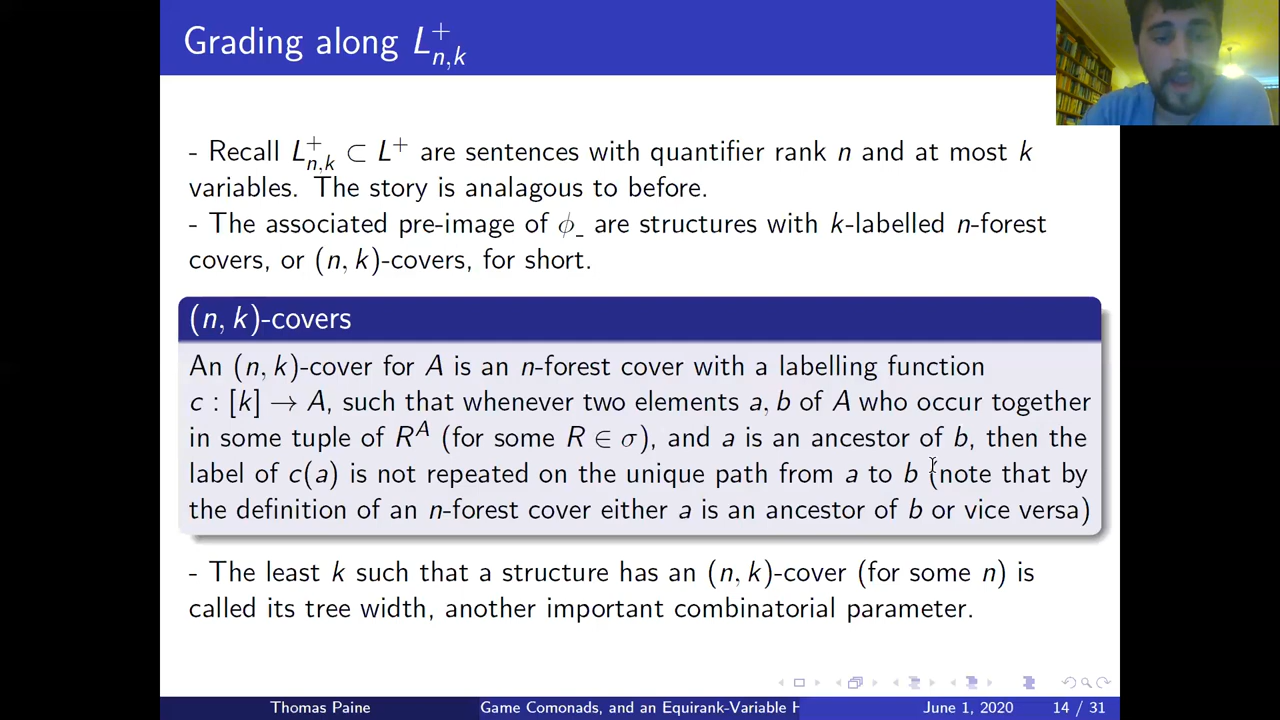 Grading along L⁺ₙ,ₖ
- Recall L⁺ₙ,ₖ ⊂ L⁺ are sentences with quantifier rank n and at most k
variables. The story is analagous to before.
- The associated pre-image of ϕ_ are structures with k-labelled n-forest
covers, or (n, k)-covers, for short.
(n, k)-covers
An (n, k)-cover for A is an n-forest cover with a labelling function
c : [k] → A, such that whenever two elements a, b of A who occur together
in some tuple of Rᴬ (for some R ∈ σ), and a is an ancestor of b, then the
label of c(a) is not repeated on the unique path from a to b (note that by
the definition of an n-forest cover either a is an ancestor of b or vice versa)
- The least k such that a structure has an (n, k)-cover (for some n) is
called its tree width, another important combinatorial parameter.
Thomas Paine Game Comonads, and an Equirank-Variable H June 1, 2020 14 / 31